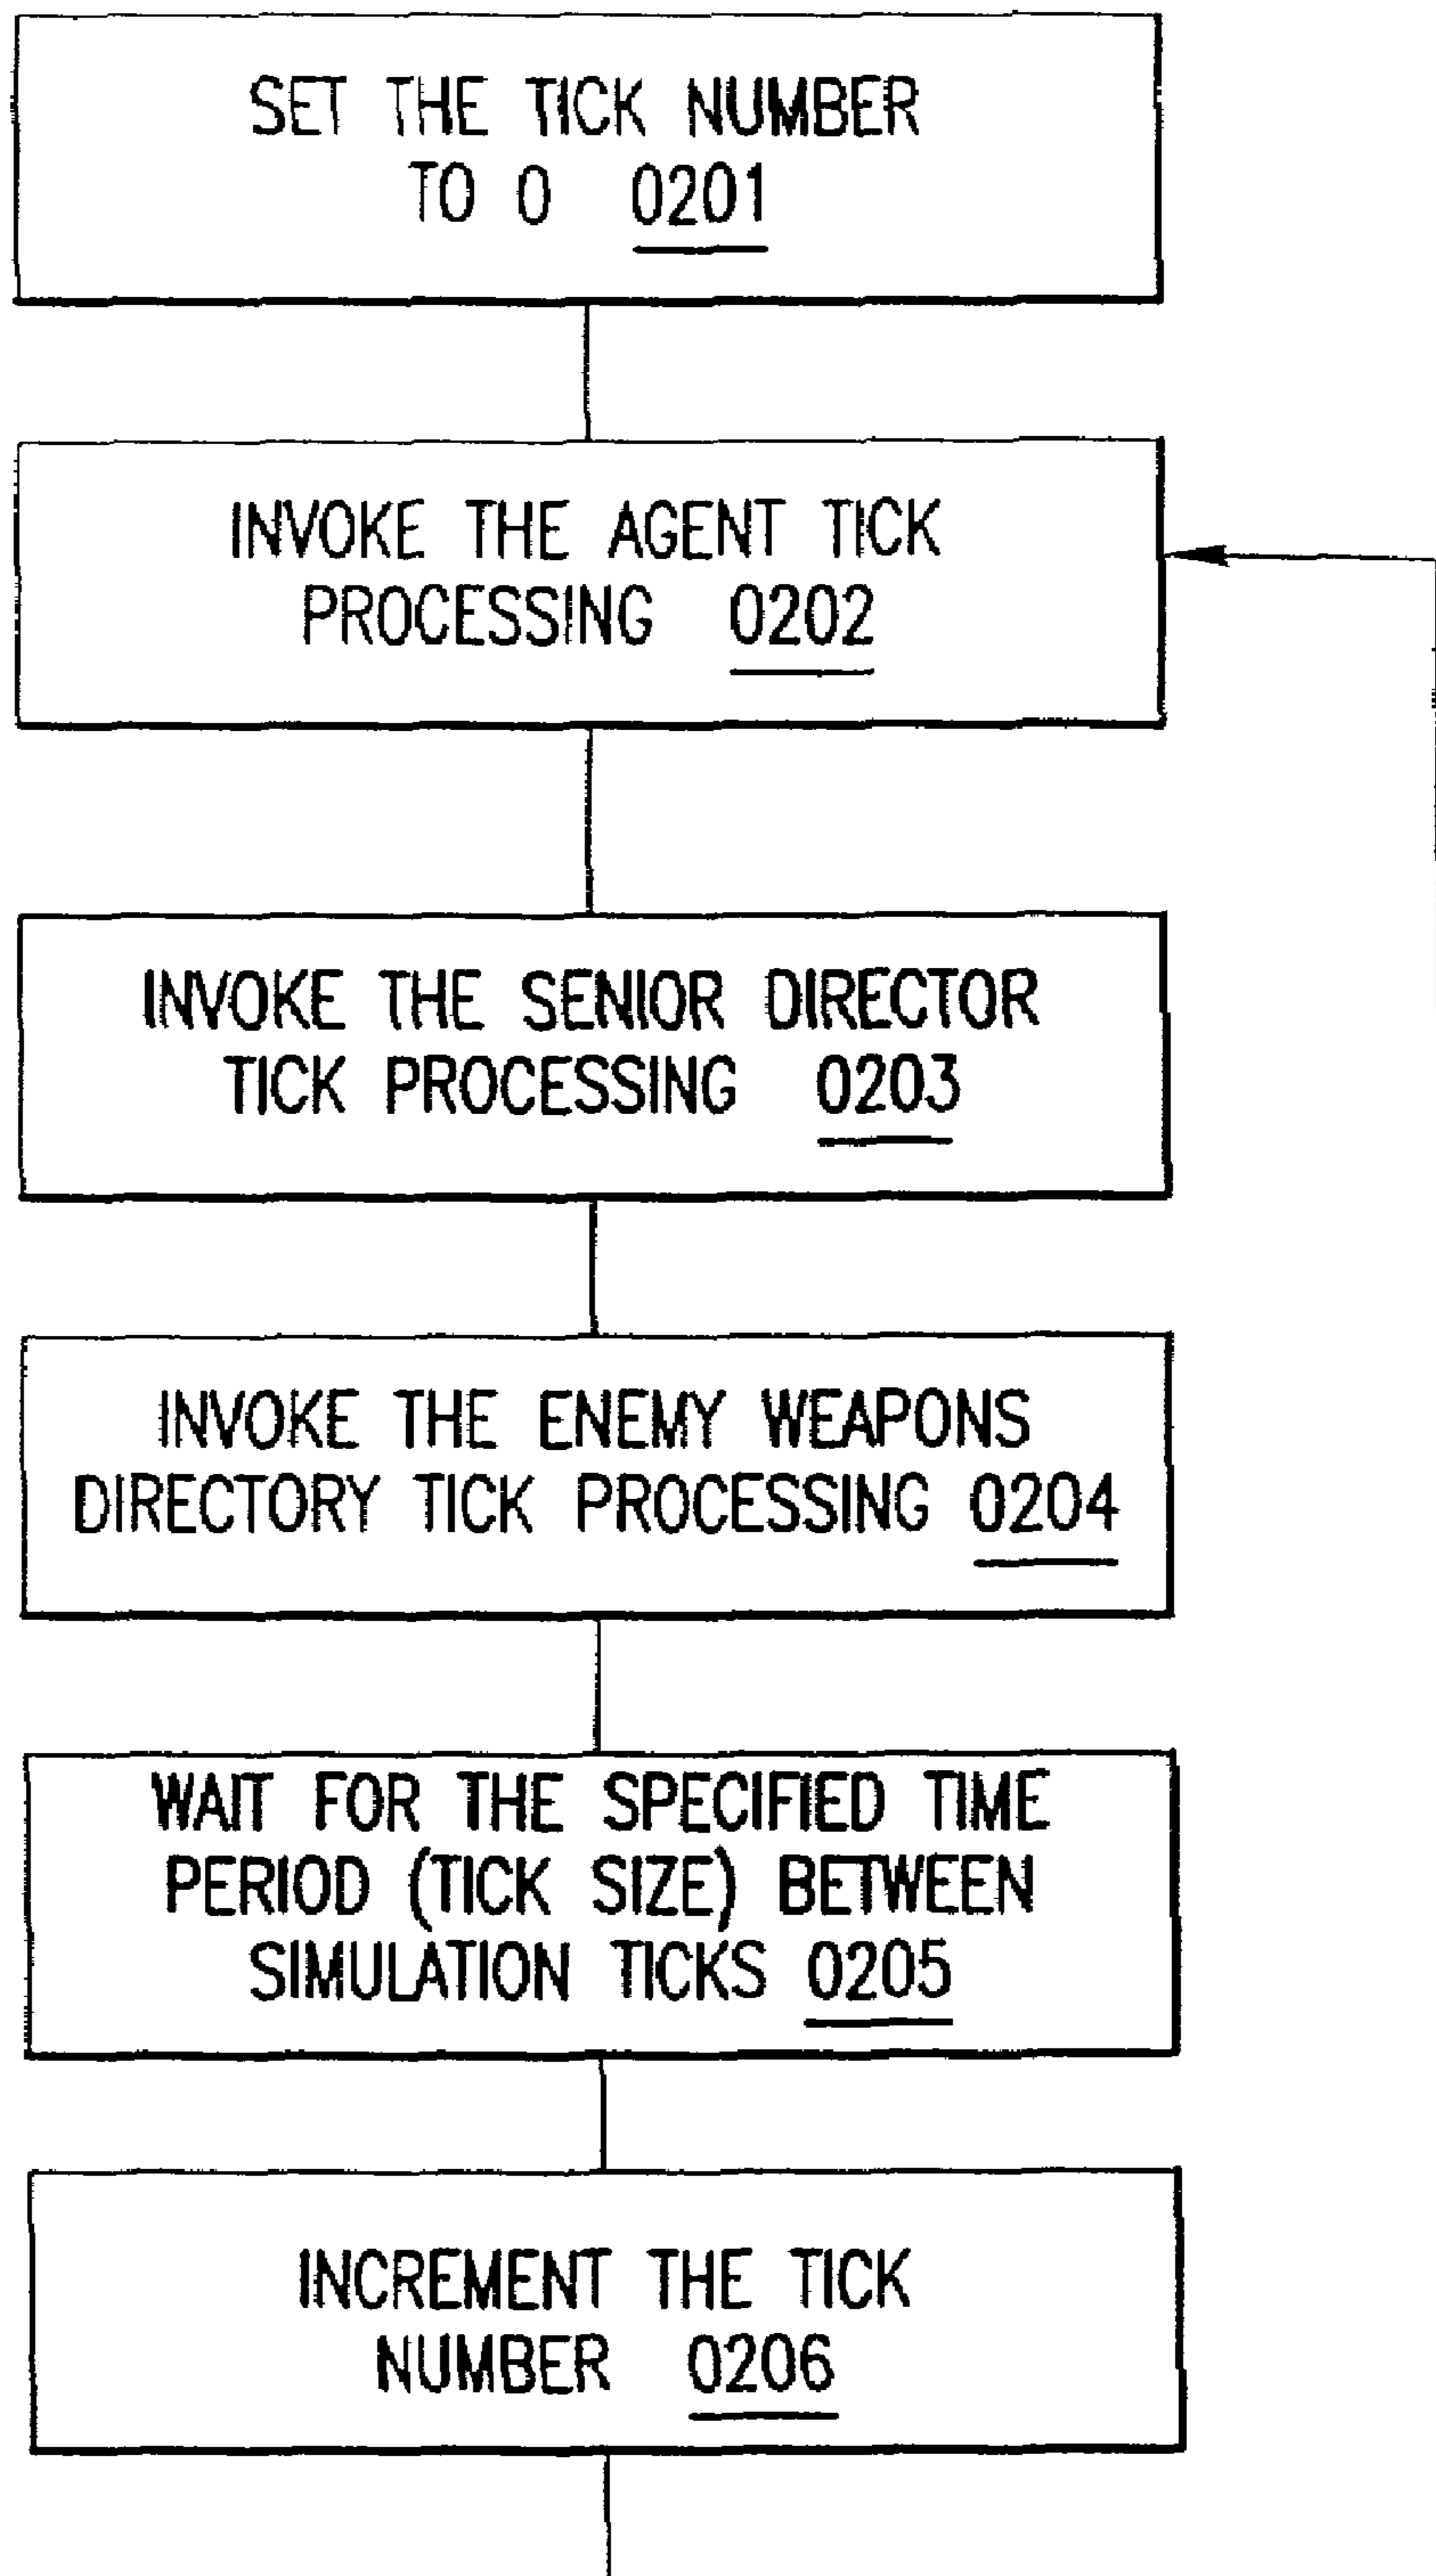 SET THE TICK NUMBER
TO 0 0201
INVOKE THE AGENT TICK
PROCESSING 0202
INVOKE THE SENIOR DIRECTOR
TICK PROCESSING 0203
INVOKE THE ENEMY WEAPONS
DIRECTORY TICK PROCESSING 0204
WAIT FOR THE SPECIFIED TIME
PERIOD (TICK SIZE) BETWEEN
SIMULATION TICKS 0205
INCREMENT THE TICK
NUMBER 0206